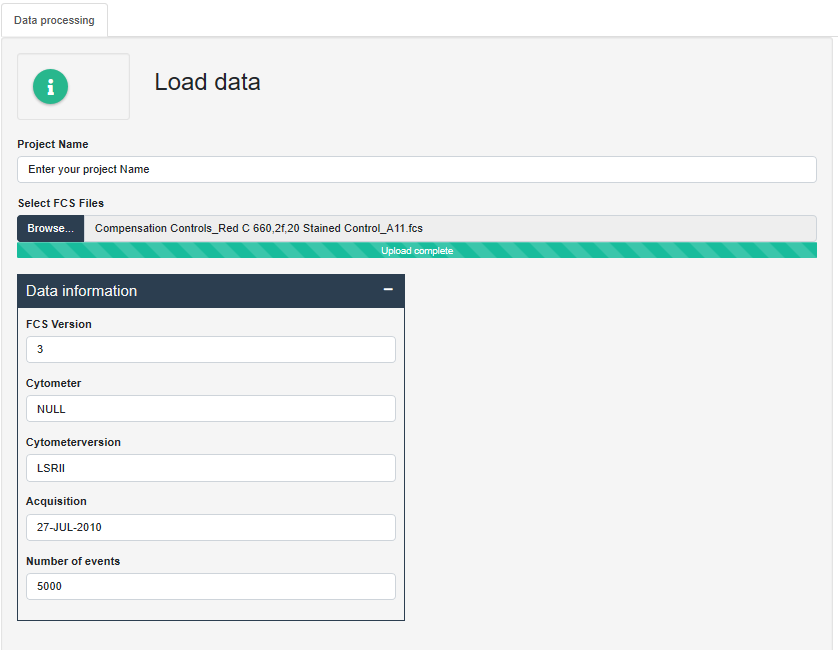 Data processing
Load data
Project Name
Enter your project Name
Select FCS Files
Browse... Compensation Controls_Red C 660,2f,20 Stained Control_A11.fcs
Upload complete
Data information
FCS Version
3
Cytometer
NULL
Cytometerversion
LSRII
Acquisition
27-JUL-2010
Number of events
5000